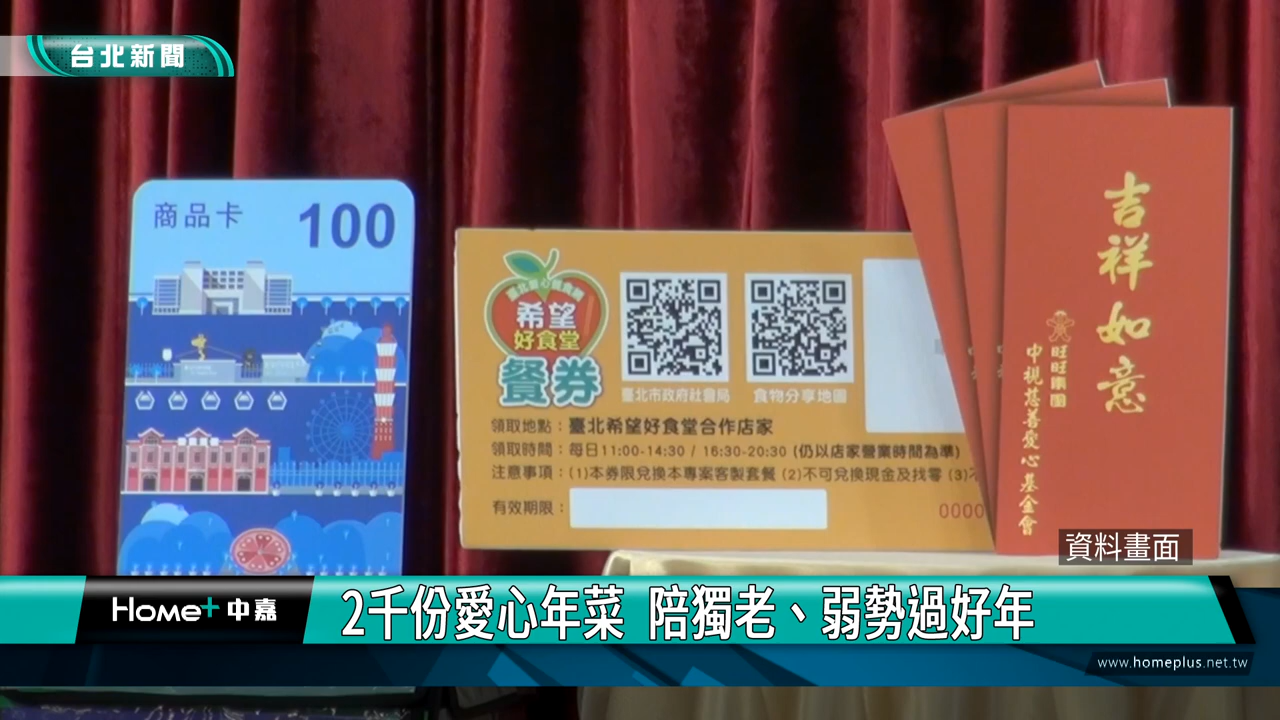 台北新聞
商品卡 100
希望
好食堂
餐券
臺北市政府社會局
食物分享地圖
領取地點：臺北希望好食堂合作店家
領取時間：每日11:00-14:30 / 16:30-20:30 (仍以店家營業時間為準)
注意事項：(1)本券限兌換本專案客製套餐 (2)不可兌換現金及找零 (3)
有效期限：
0000
吉祥如意
旺旺集團
中視慈善愛心基金會
資料畫面
Home+中嘉
2千份愛心年菜 陪獨老、弱勢過好年
www.homeplus.net.tw